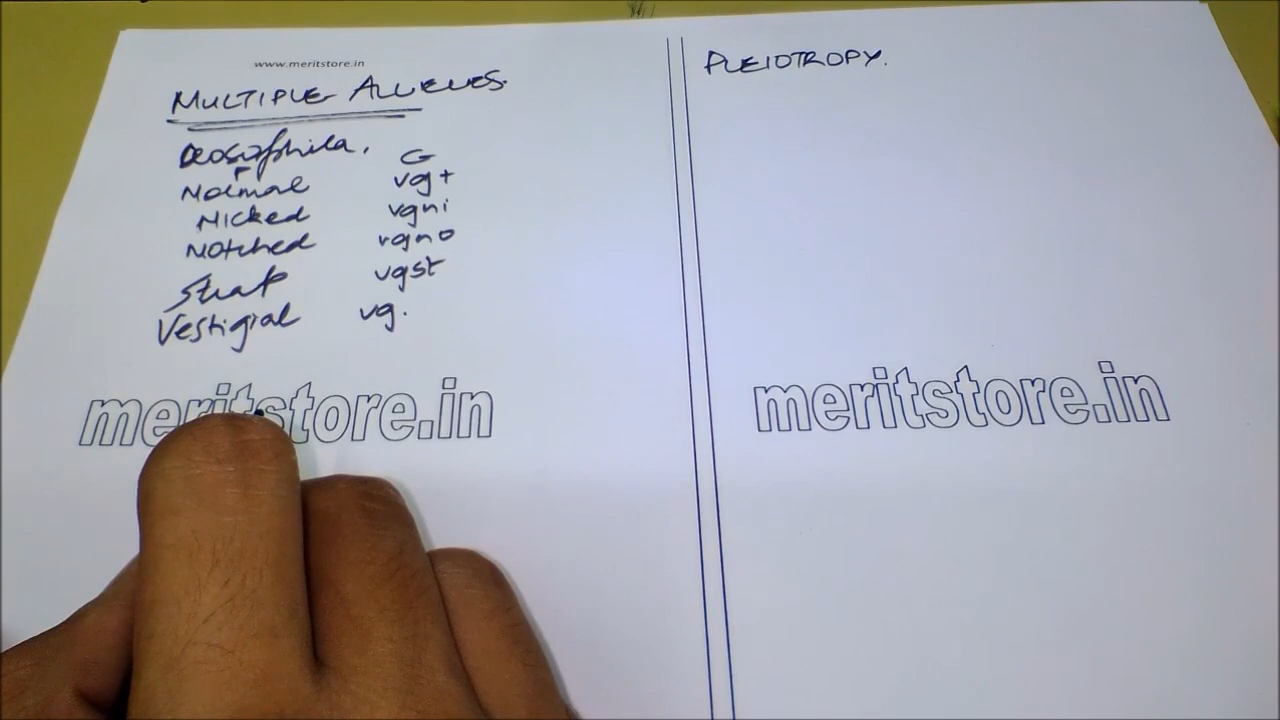 www.meritstore.in
MULTIPLE ALLELES.
Drosophila. G
P
Normal vg+
Nicked vgni
Notched vgno
Strap vgst
Vestigial vg.
meritstore.in
PLEIOTROPY.
meritstore.in